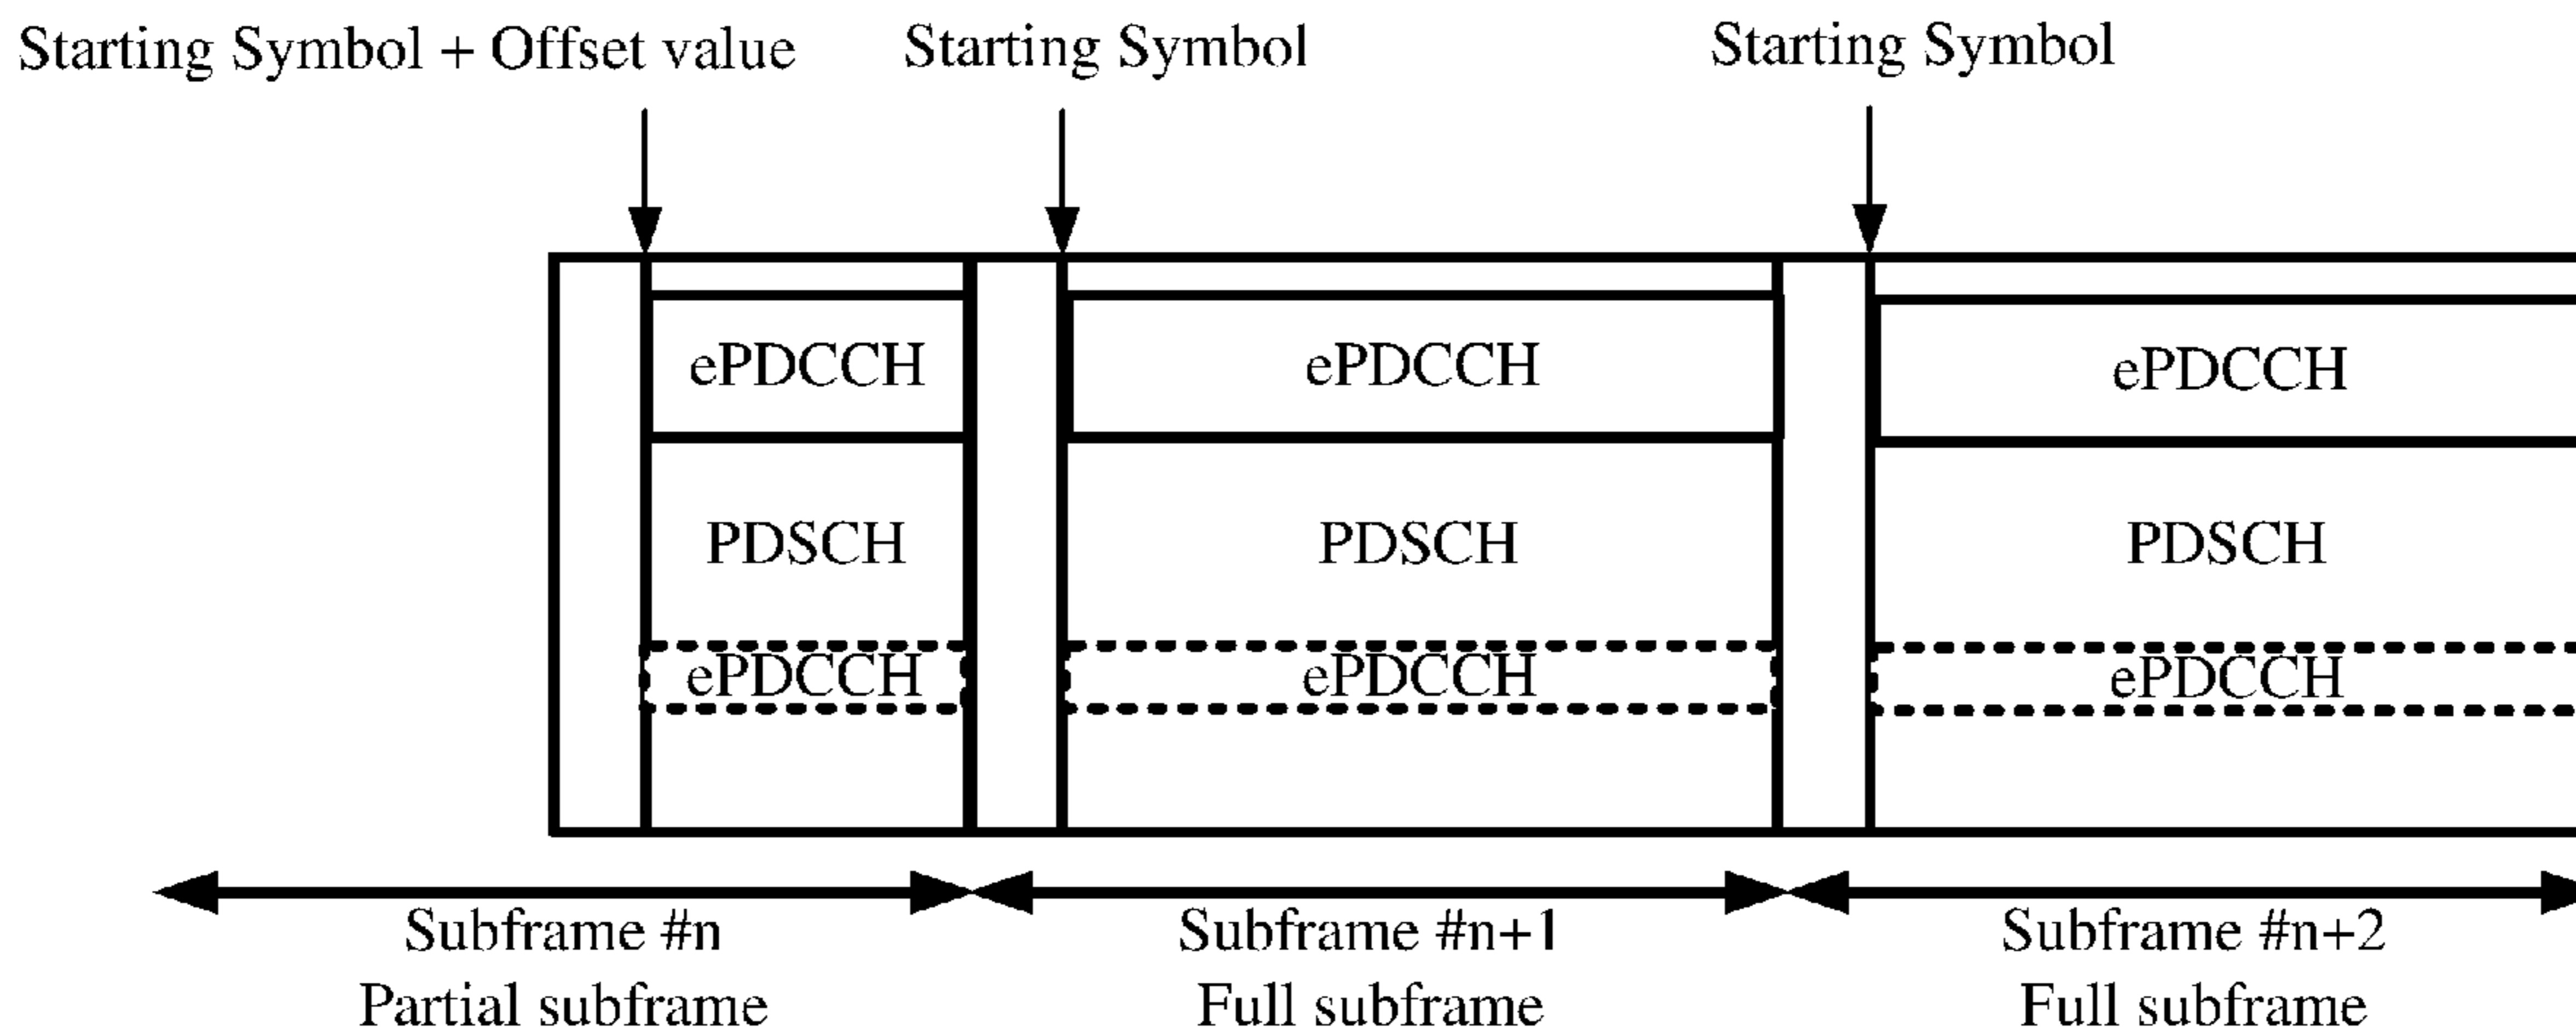 Starting Symbol + Offset value
Starting Symbol
Starting Symbol
ePDCCH
ePDCCH
ePDCCH
PDSCH
PDSCH
PDSCH
ePDCCH
ePDCCH
ePDCCH
Subframe #n
Subframe #n+1
Subframe #n+2
Partial subframe
Full subframe
Full subframe